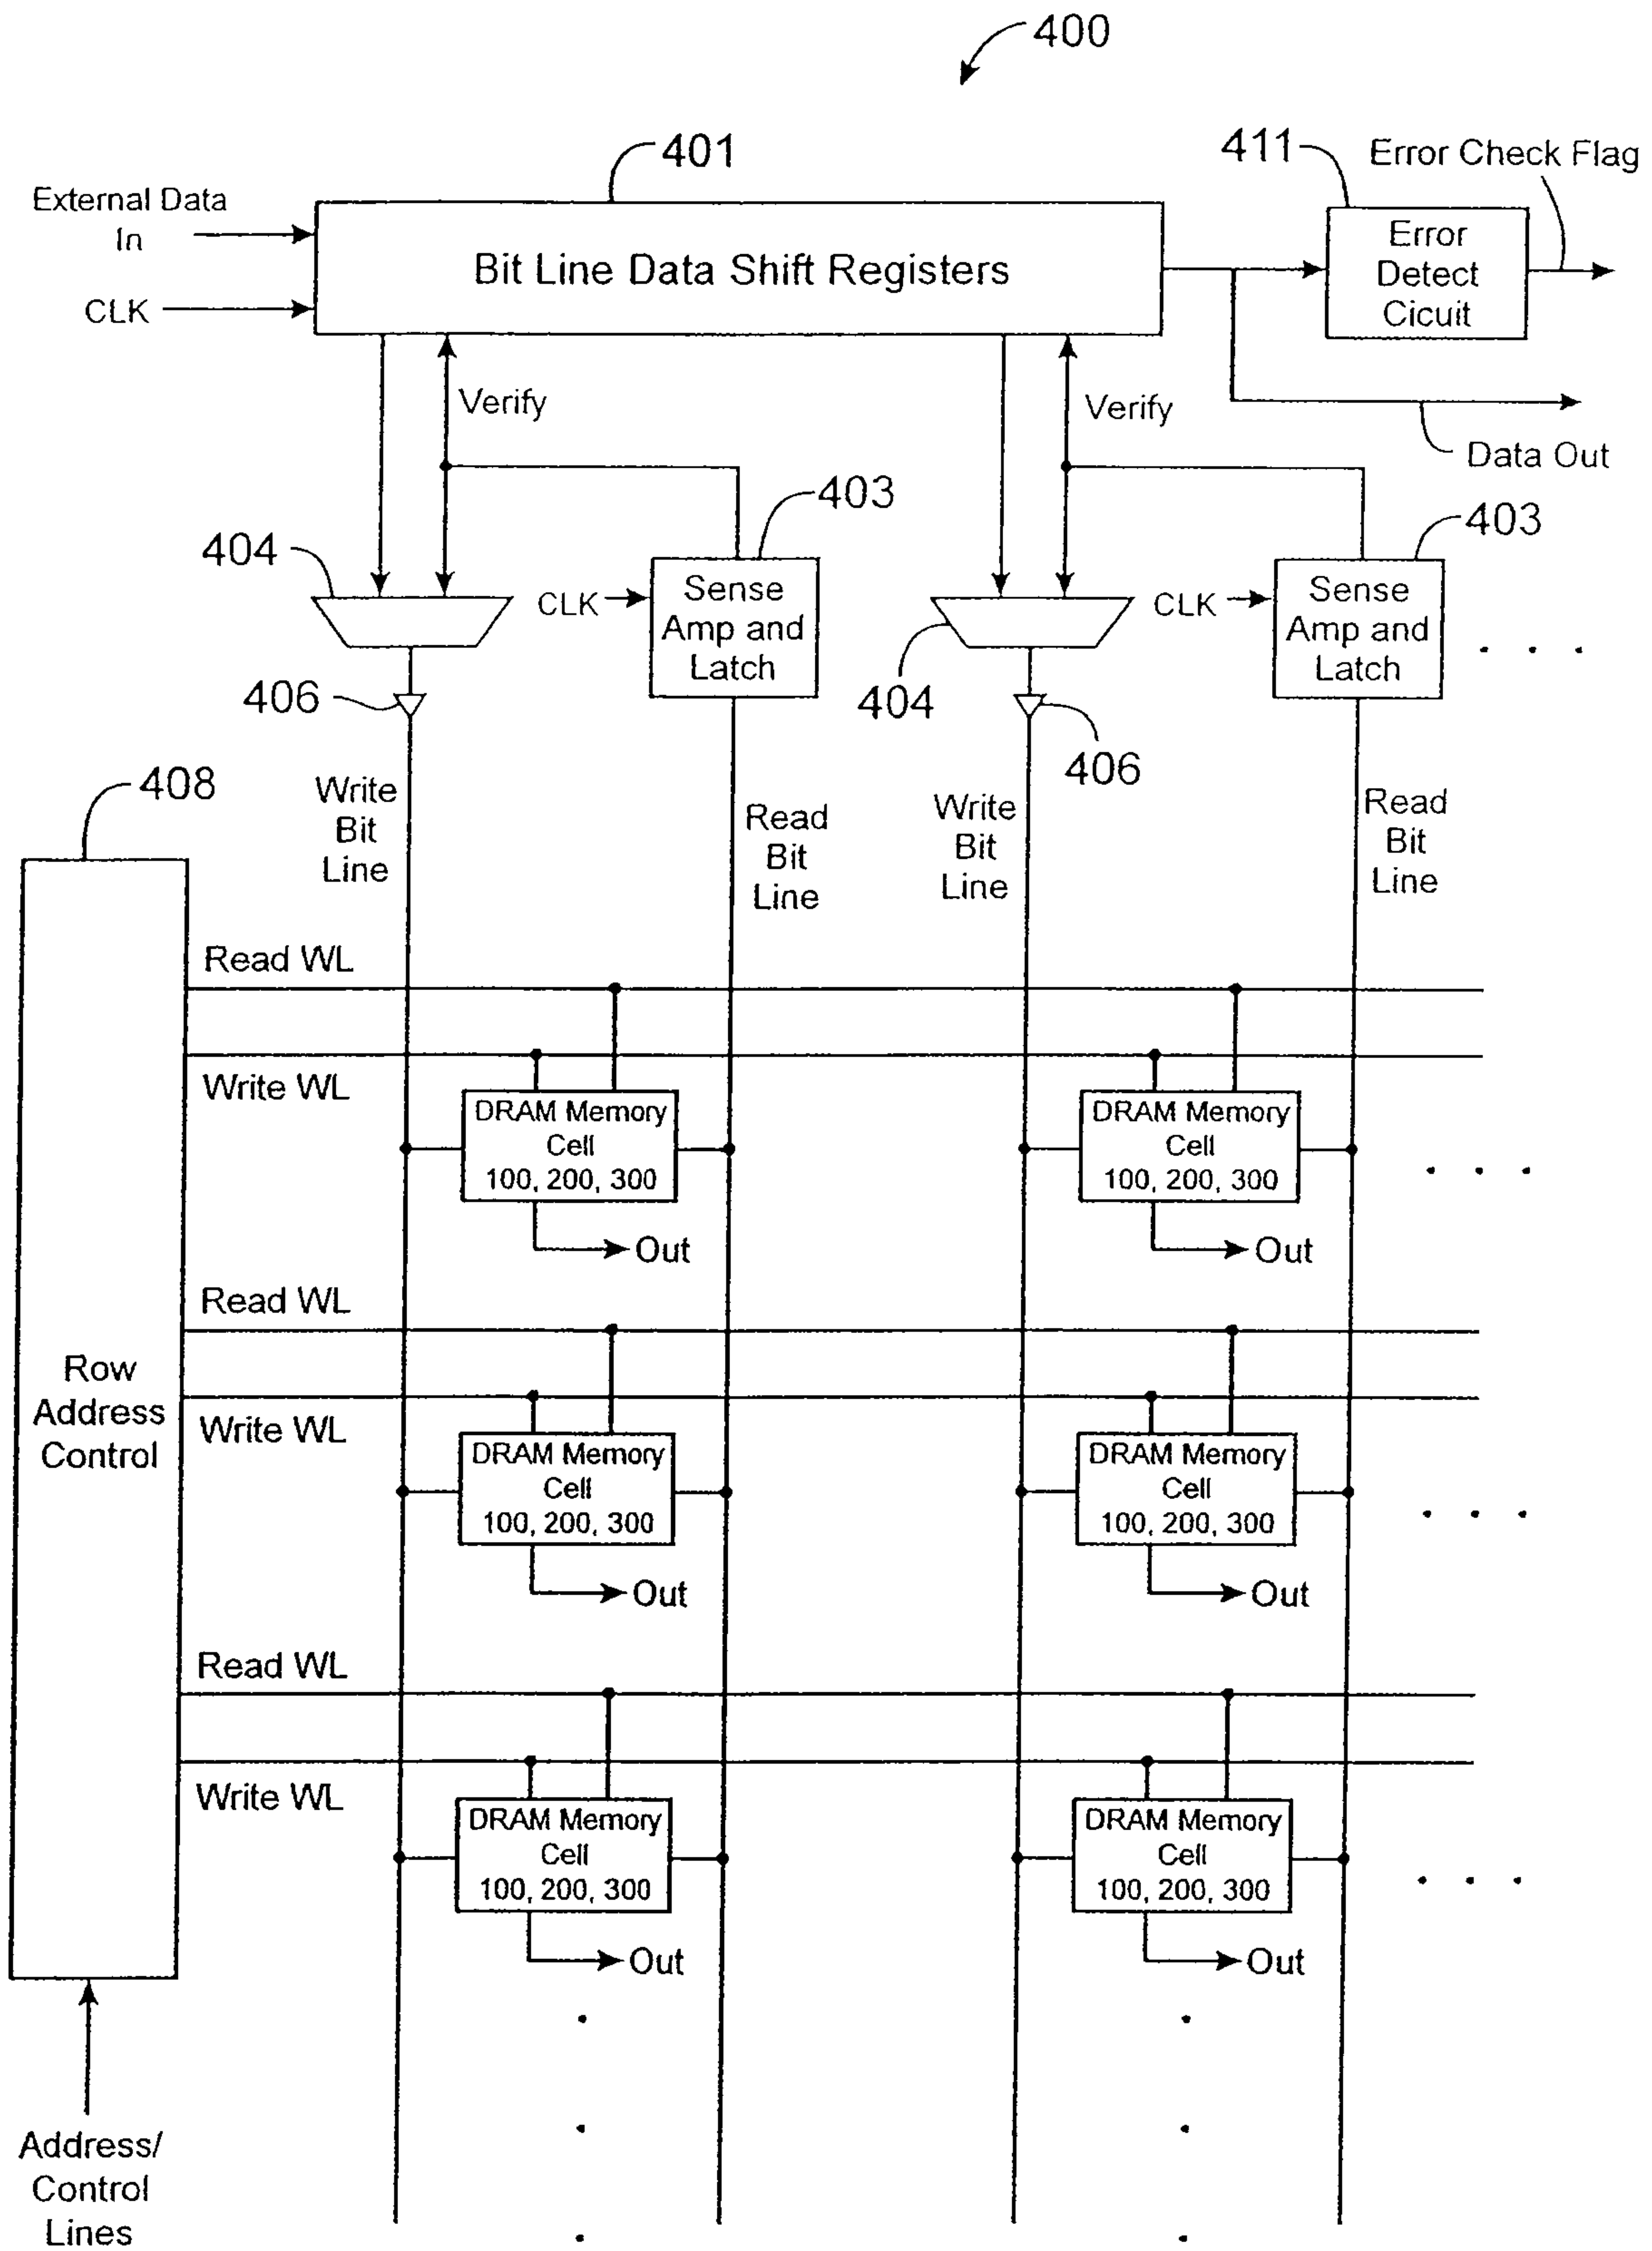 400
401
411
Error Check Flag
External Data
In
CLK
Bit Line Data Shift Registers
Error
Detect
Cicuit
Verify
Verify
Data Out
403
403
404
CLK
Sense
Amp and
Latch
CLK
Sense
Amp and
Latch
. . .
406
404
406
408
Write
Bit
Line
Read
Bit
Line
Write
Bit
Line
Read
Bit
Line
Read WL
Write WL
DRAM Memory
Cell
100, 200, 300
DRAM Memory
Cell
100, 200, 300
. . .
Out
Out
Read WL
Row
Address
Control
Write WL
DRAM Memory
Cell
100, 200, 300
DRAM Memory
Cell
100, 200, 300
. . .
Out
Out
Read WL
Write WL
DRAM Memory
Cell
100, 200, 300
DRAM Memory
Cell
100, 200, 300
. . .
Out
Out
Address/
Control
Lines